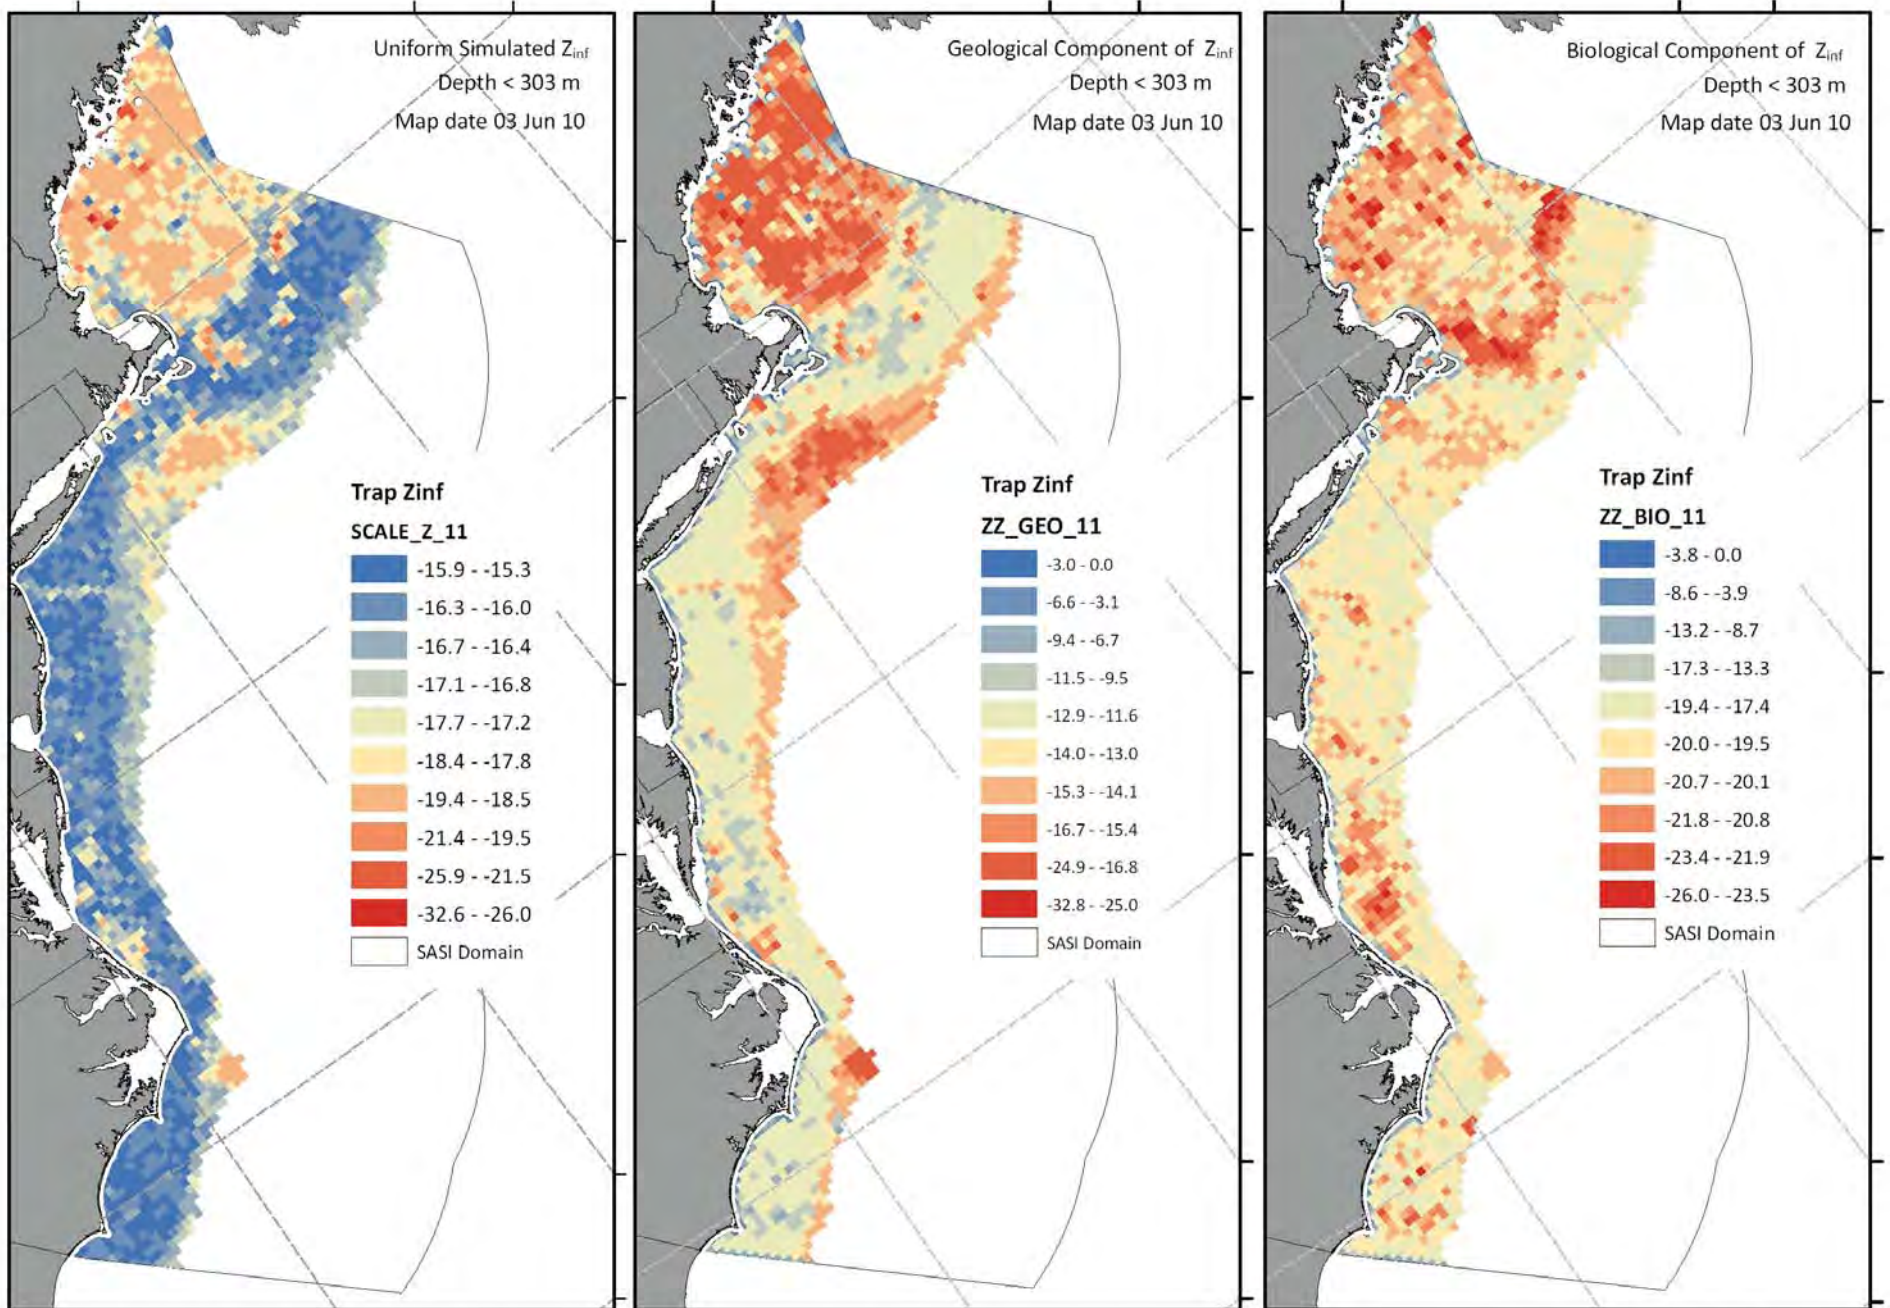 Uniform Simulated Zinf
Depth < 303 m
Map date 03 Jun 10
Trap Zinf
SCALE_Z_11
-15.9 - -15.3
-16.3 - -16.0
-16.7 - -16.4
-17.1 - -16.8
-17.7 - -17.2
-18.4 - -17.8
-19.4 - -18.5
-21.4 - -19.5
-25.9 - -21.5
-32.6 - -26.0
SASI Domain
Geological Component of Zinf
Depth < 303 m
Map date 03 Jun 10
Trap Zinf
ZZ_GEO_11
-3.0 - 0.0
-6.6 - -3.1
-9.4 - -6.7
-11.5 - -9.5
-12.9 - -11.6
-14.0 - -13.0
-15.3 - -14.1
-16.7 - -15.4
-24.9 - -16.8
-32.8 - -25.0
SASI Domain
Biological Component of Zinf
Depth < 303 m
Map date 03 Jun 10
Trap Zinf
ZZ_BIO_11
-3.8 - 0.0
-8.6 - -3.9
-13.2 - -8.7
-17.3 - -13.3
-19.4 - -17.4
-20.0 - -19.5
-20.7 - -20.1
-21.8 - -20.8
-23.4 - -21.9
-26.0 - -23.5
SASI Domain